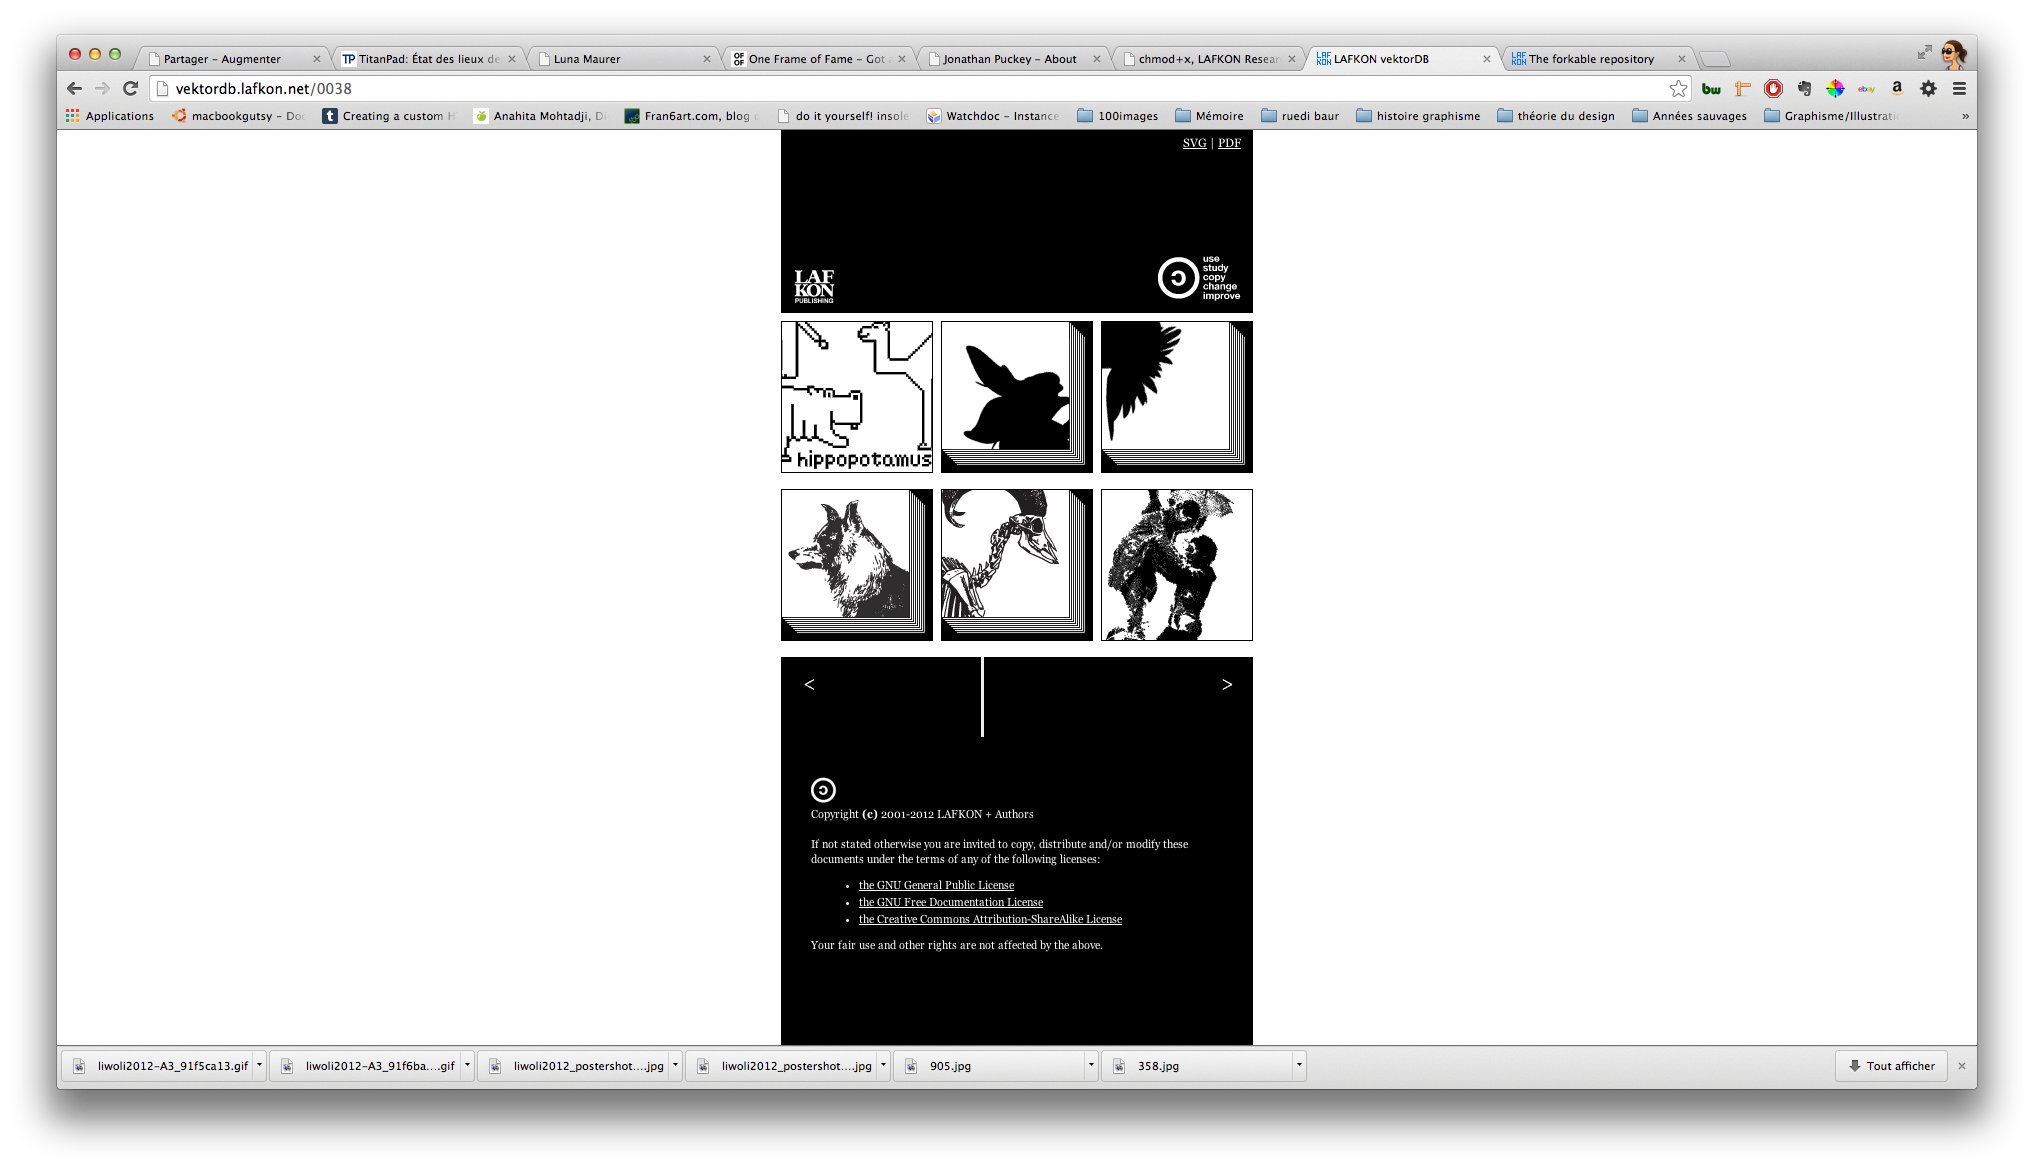 Partager – Augmenter
TitanPad: État des lieux de
Luna Maurer
One Frame of Fame – Got
Jonathan Puckey – About
chmod+x, LAFKON Resear
LAFKON vektorDB
The forkable repository
vektordb.lafkon.net/0038
Applications
macbookgutsy – Doc
Creating a custom H
Anahita Mohtadji, Di
Fran6art.com, blog d
do it yourself! insole
Watchdoc – Instance
100images
Mémoire
ruedi baur
histoire graphisme
théorie du design
Années sauvages
Graphisme/Illustratio
»
SVG | PDF
LAF
KON
PUBLISHING
use
study
copy
change
improve
hippopotamus
< >
Copyright (c) 2001-2012 LAFKON + Authors
If not stated otherwise you are invited to copy, distribute and/or modify these
documents under the terms of any of the following licenses:
• the GNU General Public License
• the GNU Free Documentation License
• the Creative Commons Attribution-ShareAlike License
Your fair use and other rights are not affected by the above.
liwoli2012-A3_91f5ca13.gif
liwoli2012-A3_91f6ba....gif
liwoli2012_postershot....jpg
liwoli2012_postershot....jpg
905.jpg
358.jpg
Tout afficher